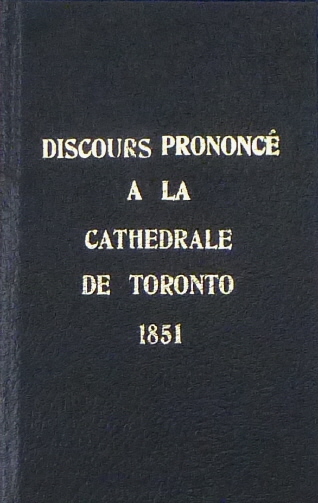 DISCOURS PRONONCÉ
A LA
CATHEDRALE
DE TORONTO
1851